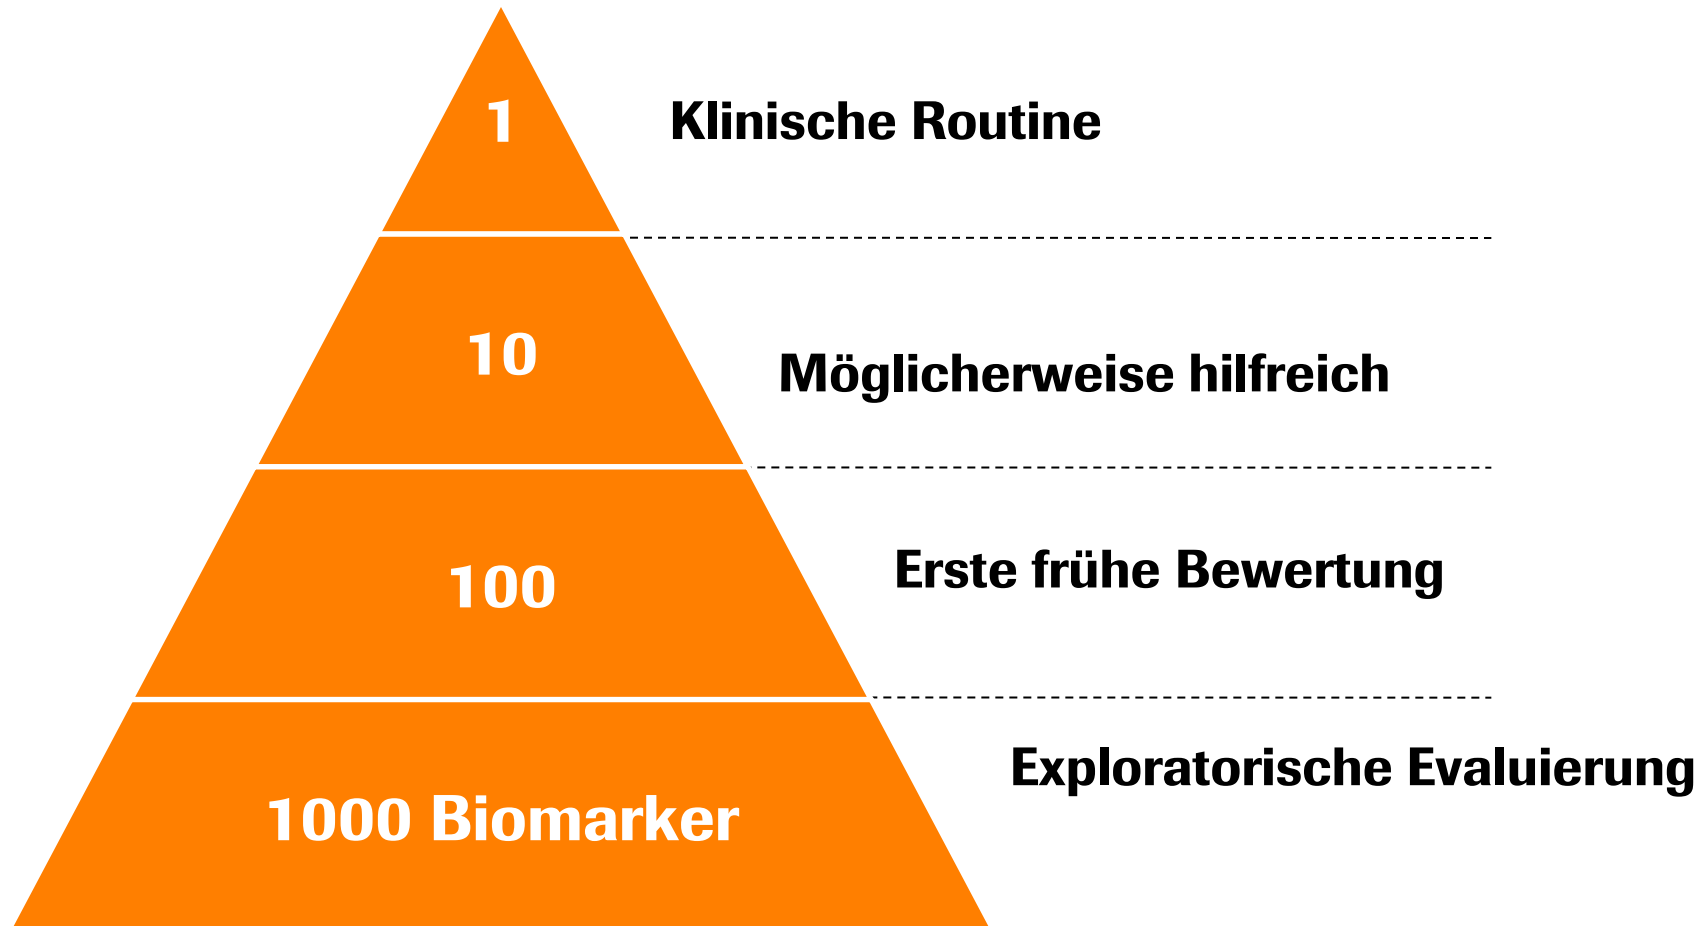 1
Klinische Routine
10
Möglicherweise hilfreich
100
Erste frühe Bewertung
1000 Biomarker
Exploratorische Evaluierung